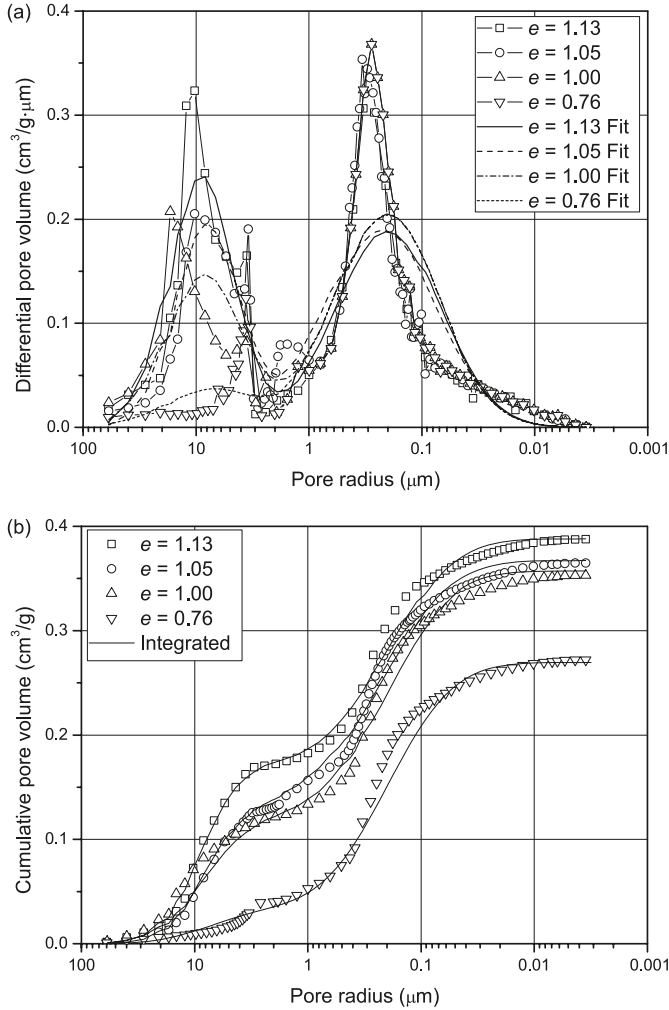 (a)
0.4
0.3
0.2
0.1
0.0
Differential pore volume (cm³/g·μm)
e = 1.13
e = 1.05
e = 1.00
e = 0.76
e = 1.13 Fit
e = 1.05 Fit
e = 1.00 Fit
e = 0.76 Fit
100 10 1 0.1 0.01 0.001
Pore radius (μm)
(b)
0.4
0.3
0.2
0.1
0.0
Cumulative pore volume (cm³/g)
e = 1.13
e = 1.05
e = 1.00
e = 0.76
Integrated
100 10 1 0.1 0.01 0.001
Pore radius (μm)